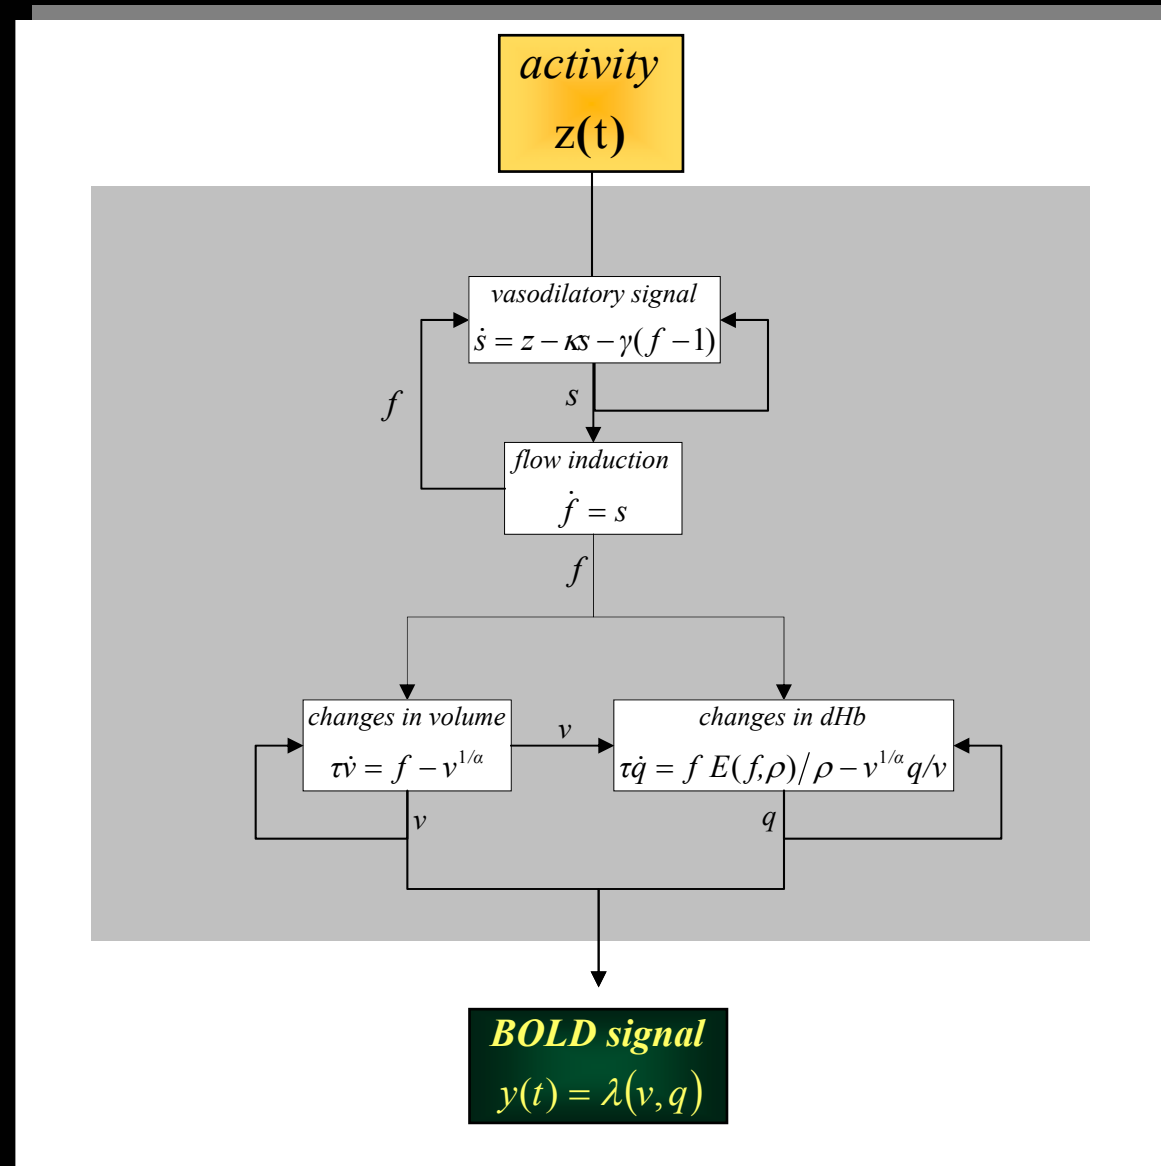 activity
z(t)
vasodilatory signal
ṡ = z − κs − γ(f − 1)
f
s
flow induction
ḟ = s
f
changes in volume
τv̇ = f − v^{1/α}
v
changes in dHb
τq̇ = f E(f,ρ)/ρ − v^{1/α} q/v
v
q
BOLD signal
y(t) = λ(v, q)